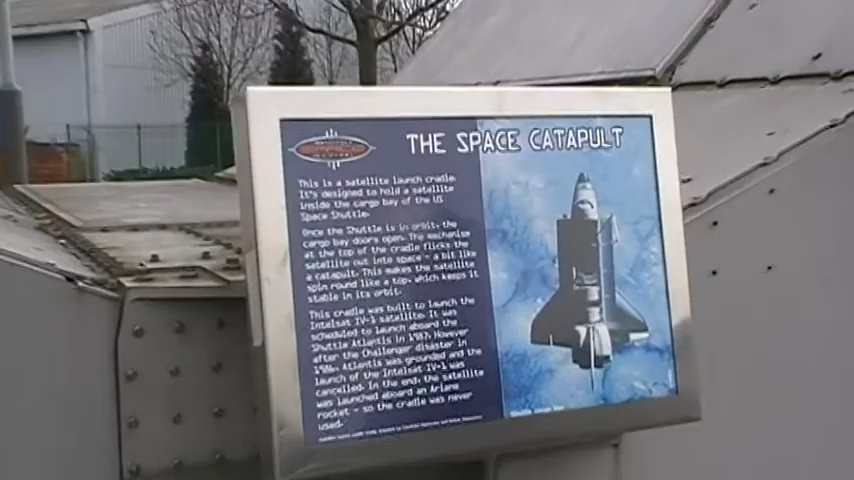 THE SPACE CATAPULT
SPACE
This is a satellite launch cradle.
It's designed to hold a satellite
inside the cargo bay of the US
Space Shuttle.
Once the Shuttle is in orbit, the
cargo bay doors open. The mechanism
at the top of the cradle flicks the
satellite out into space - a bit like
a catapult. This makes the satellite
spin round like a top, which keeps it
stable in its orbit.
This cradle was built to launch the
Intelsat IV-1 satellite. It was
scheduled to launch aboard the
Shuttle Atlantis in 1987. However
after the Challenger disaster in
1986, Atlantis was grounded and the
launch of the Intelsat IV-1 was
cancelled. In the end, the satellite
was launched aboard an Ariane
rocket - so the cradle was never
used.